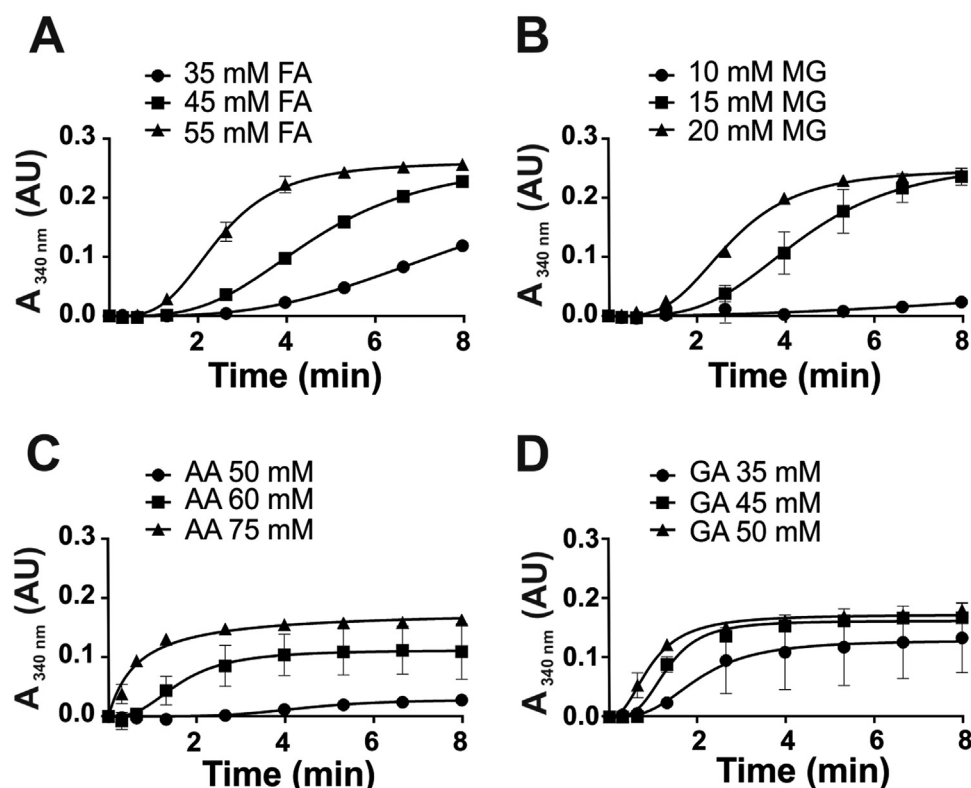 A
35 mM FA
45 mM FA
55 mM FA
0.3
0.2
0.1
0.0
A 340 nm (AU)
2 4 6 8
Time (min)
B
10 mM MG
15 mM MG
20 mM MG
0.3
0.2
0.1
0.0
A 340 nm (AU)
2 4 6 8
Time (min)
C
AA 50 mM
AA 60 mM
AA 75 mM
0.3
0.2
0.1
0.0
A 340 nm (AU)
2 4 6 8
Time (min)
D
GA 35 mM
GA 45 mM
GA 50 mM
0.3
0.2
0.1
0.0
A 340 nm (AU)
2 4 6 8
Time (min)